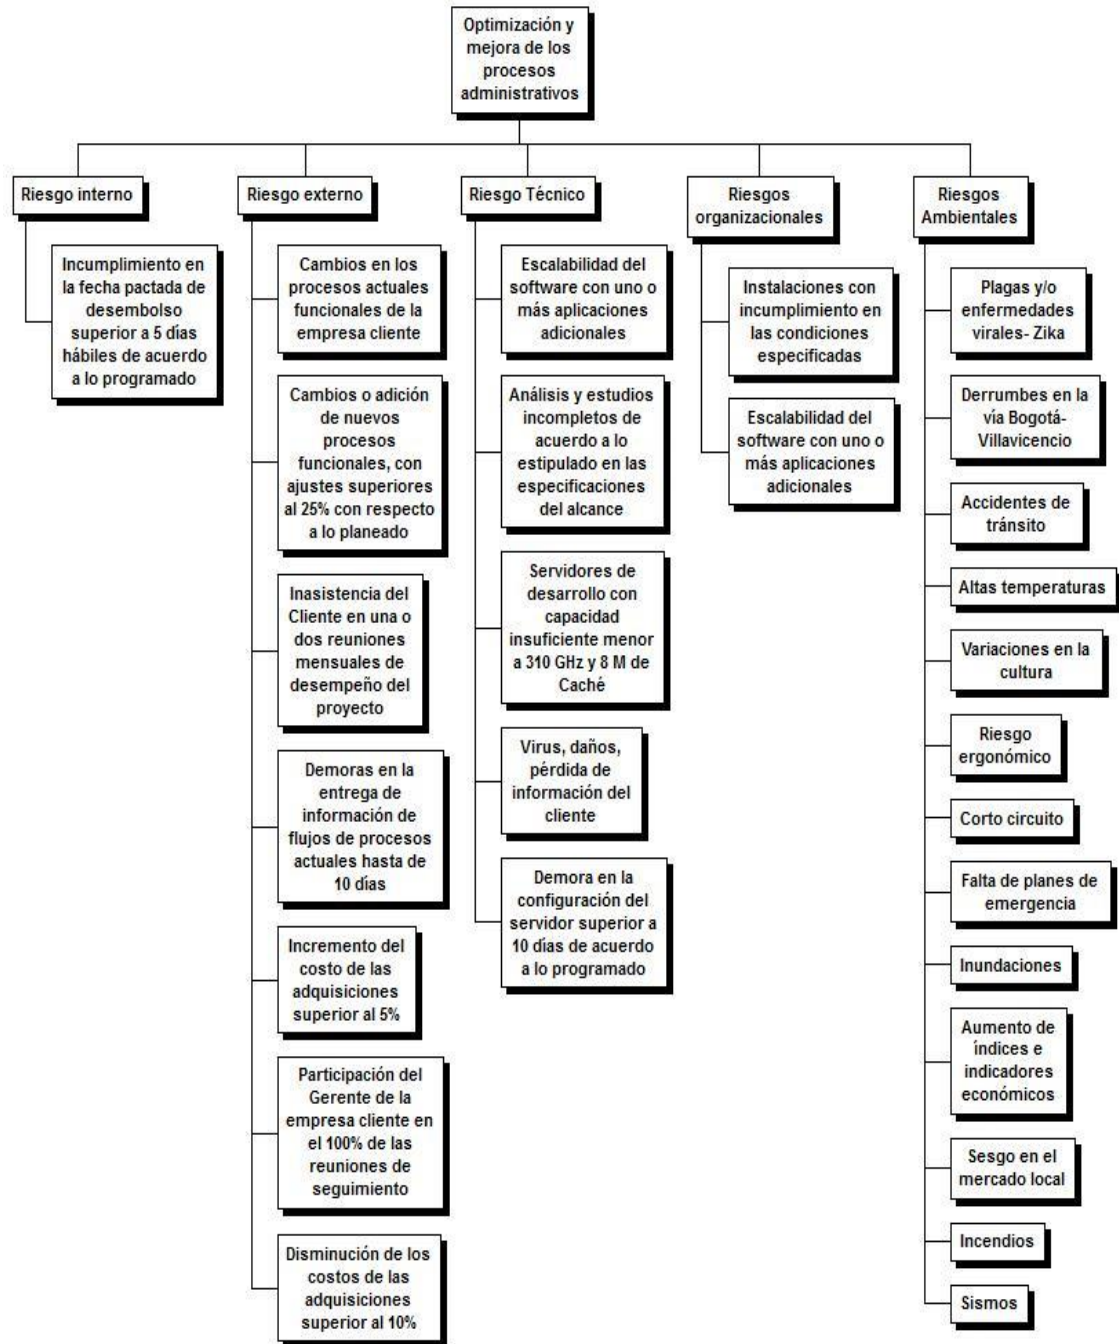 Optimización y
mejora de los
procesos
administrativos
Riesgo interno
Incumplimiento en
la fecha pactada de
desembolso
superior a 5 días
hábiles de acuerdo
a lo programado
Riesgo externo
Cambios en los
procesos actuales
funcionales de la
empresa cliente
Cambios o adición
de nuevos
procesos
funcionales, con
ajustes superiores
al 25% con respecto
a lo planeado
Inasistencia del
Cliente en una o
dos reuniones
mensuales de
desempeño del
proyecto
Demoras en la
entrega de
información de
flujos de procesos
actuales hasta de
10 días
Incremento del
costo de las
adquisiciones
superior al 5%
Participación del
Gerente de la
empresa cliente en
el 100% de las
reuniones de
seguimiento
Disminución de los
costos de las
adquisiciones
superior al 10%
Riesgo Técnico
Escalabilidad del
software con uno o
más aplicaciones
adicionales
Análisis y estudios
incompletos de
acuerdo a lo
estipulado en las
especificaciones
del alcance
Servidores de
desarrollo con
capacidad
insuficiente menor
a 310 GHz y 8 M de
Caché
Virus, daños,
pérdida de
información del
cliente
Demora en la
configuración del
servidor superior a
10 días de acuerdo
a lo programado
Riesgos
organizacionales
Instalaciones con
incumplimiento en
las condiciones
especificadas
Escalabilidad del
software con uno o
más aplicaciones
adicionales
Riesgos
Ambientales
Plagas y/o
enfermedades
virales- Zika
Derrumbes en la
vía Bogotá-
Villavicencio
Accidentes de
tránsito
Altas temperaturas
Variaciones en la
cultura
Riesgo
ergonómico
Corto circuito
Falta de planes de
emergencia
Inundaciones
Aumento de
índices e
indicadores
económicos
Sesgo en el
mercado local
Incendios
Sismos